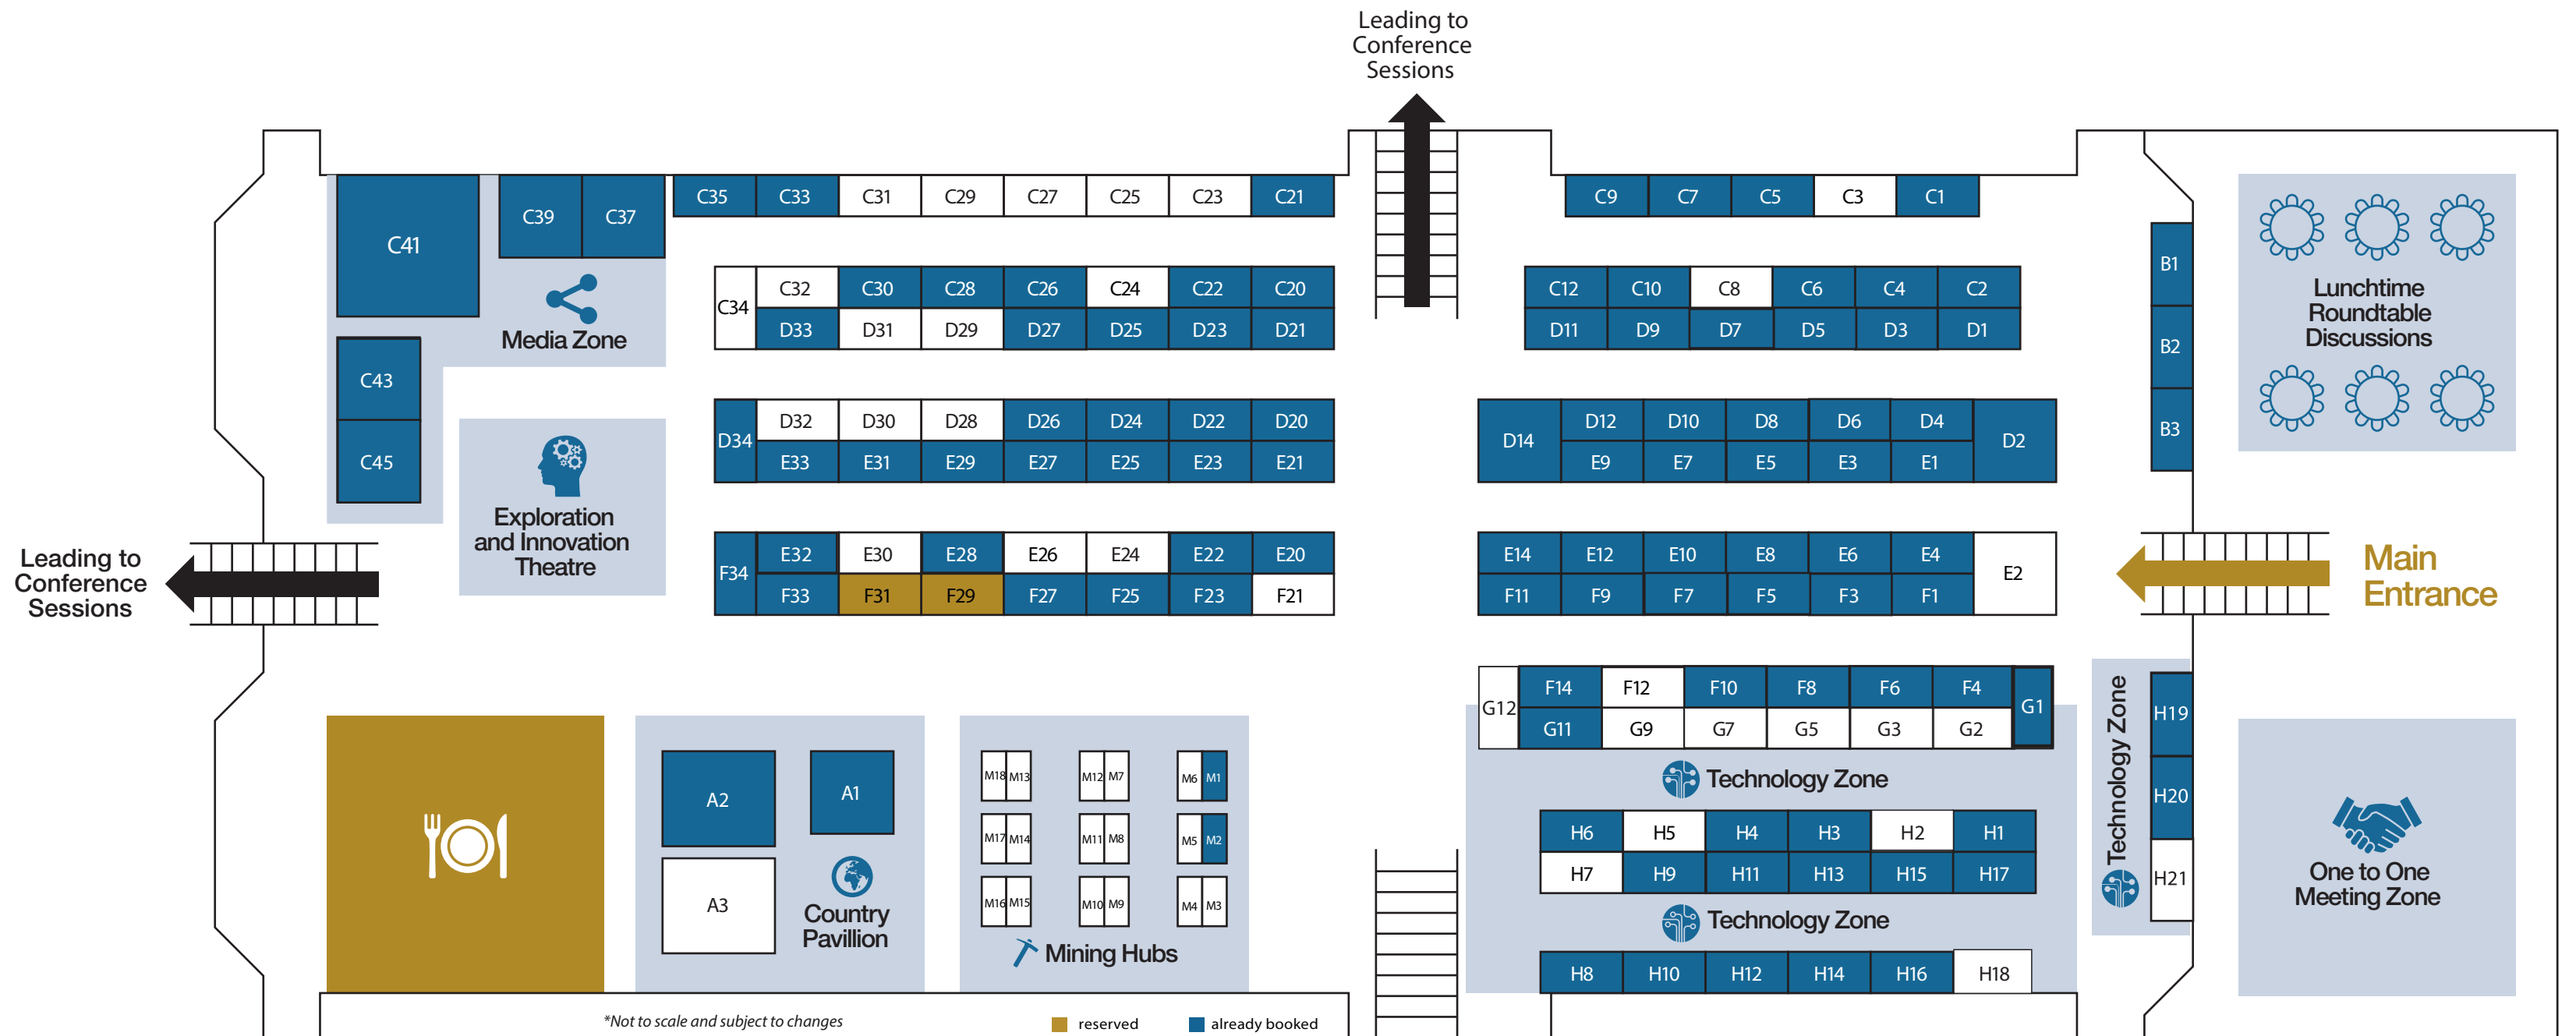 Leading to
Conference
Sessions
C41
C39
C37
C35
C33
C31
C29
C27
C25
C23
C21
C9
C7
C5
C3
C1
Media Zone
C43
C45
C34
C32
C30
C28
C26
C24
C22
C20
D33
D31
D29
D27
D25
D23
D21
C12
C10
C8
C6
C4
C2
D11
D9
D7
D5
D3
D1
B1
B2
B3
Lunchtime
Roundtable
Discussions
Exploration
and Innovation
Theatre
D34
D32
D30
D28
D26
D24
D22
D20
E33
E31
E29
E27
E25
E23
E21
D14
D12
D10
D8
D6
D4
D2
E9
E7
E5
E3
E1
Leading to
Conference
Sessions
F34
E32
E30
E28
E26
E24
E22
E20
F33
F31
F29
F27
F25
F23
F21
E14
E12
E10
E8
E6
E4
E2
F11
F9
F7
F5
F3
F1
Main
Entrance
G12
F14
F12
F10
F8
F6
F4
G1
G11
G9
G7
G5
G3
G2
Technology Zone
H6
H5
H4
H3
H2
H1
H7
H9
H11
H13
H15
H17
Technology Zone
H8
H10
H12
H14
H16
H18
Technology Zone
H19
H20
H21
One to One
Meeting Zone
A2
A1
A3
Country
Pavillion
M18
M13
M12
M7
M6
M1
M17
M14
M11
M8
M5
M2
M16
M15
M10
M9
M4
M3
Mining Hubs
*Not to scale and subject to changes
reserved
already booked